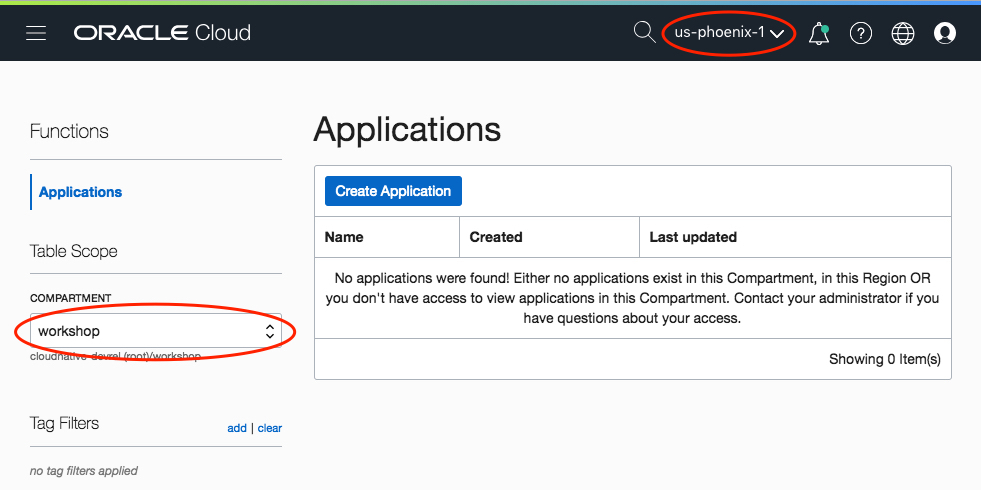 ORACLE Cloud
us-phoenix-1
Functions
Applications
Table Scope
COMPARTMENT
workshop
cloudnative-devrel (root)/workshop
Tag Filters
add | clear
no tag filters applied
Applications
Create Application
Name Created Last updated
No applications were found! Either no applications exist in this Compartment, in this Region OR
you don't have access to view applications in this Compartment. Contact your administrator if you
have questions about your access.
Showing 0 Item(s)